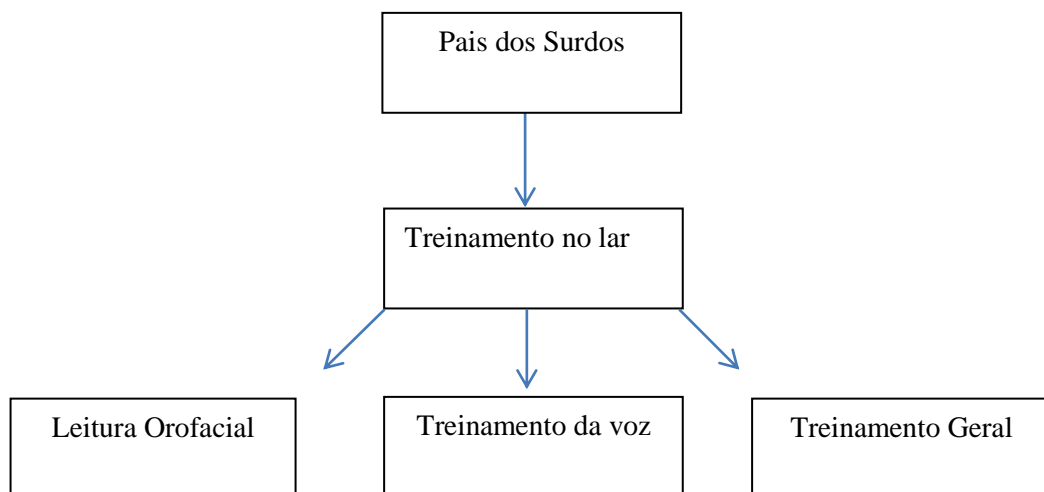 Pais dos Surdos
Treinamento no lar
Leitura Orofacial
Treinamento da voz
Treinamento Geral